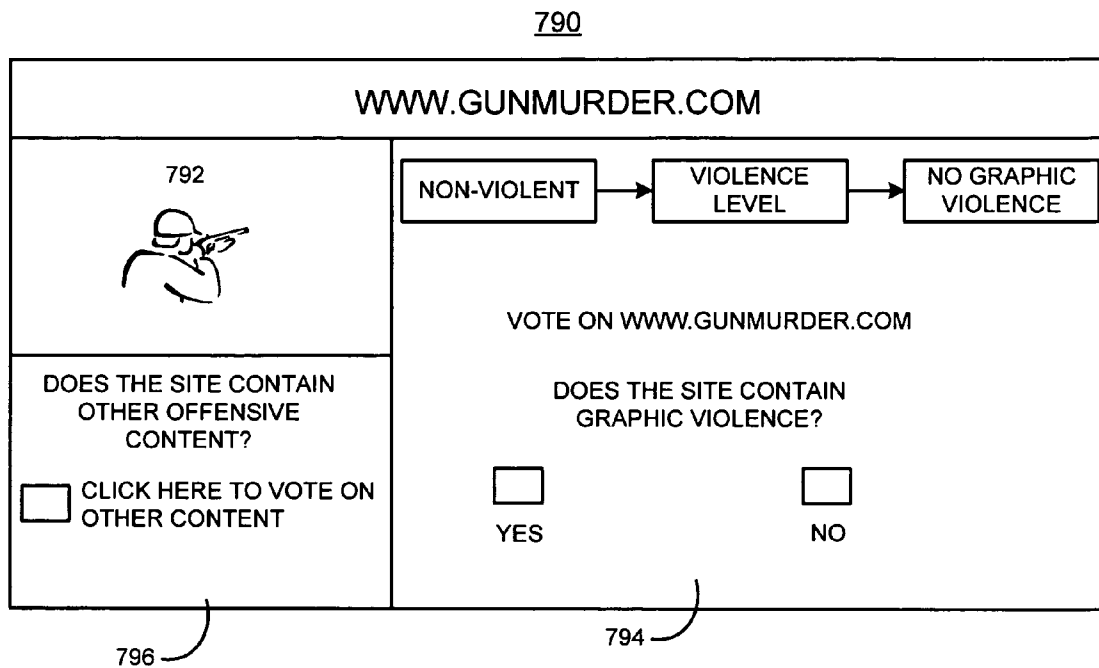 790
WWW.GUNMURDER.COM
792
NON-VIOLENT
VIOLENCE
LEVEL
NO GRAPHIC
VIOLENCE
VOTE ON WWW.GUNMURDER.COM
DOES THE SITE CONTAIN
GRAPHIC VIOLENCE?
YES
NO
DOES THE SITE CONTAIN
OTHER OFFENSIVE
CONTENT?
CLICK HERE TO VOTE ON
OTHER CONTENT
796
794